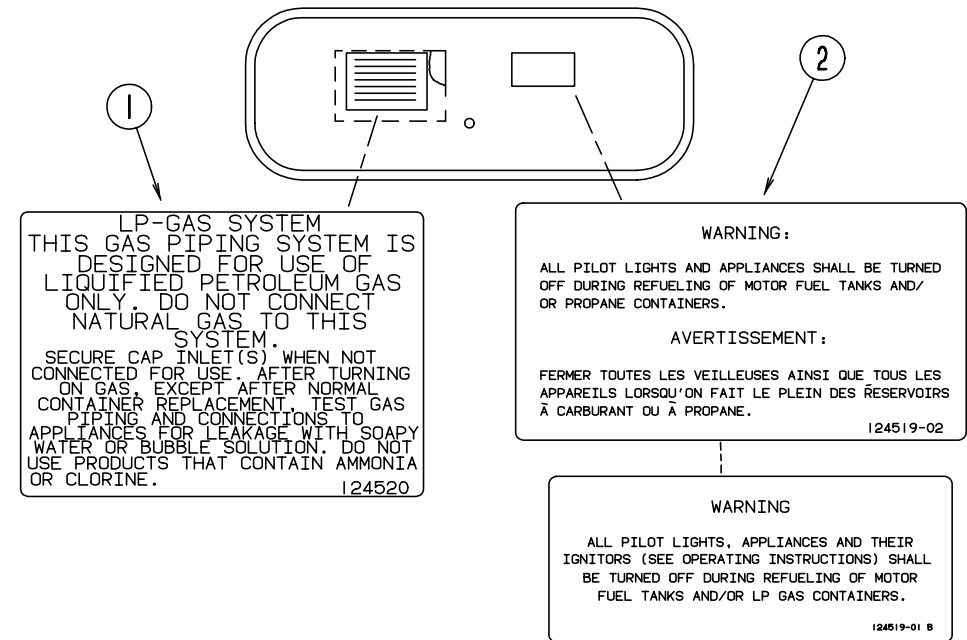 1
2
LP-GAS SYSTEM
THIS GAS PIPING SYSTEM IS
DESIGNED FOR USE OF
LIQUIFIED PETROLEUM GAS
ONLY. DO NOT CONNECT
NATURAL GAS TO THIS
SYSTEM.
SECURE CAP INLET(S) WHEN NOT
CONNECTED FOR USE. AFTER TURNING
ON GAS, EXCEPT AFTER NORMAL
CONTAINER REPLACEMENT, TEST GAS
PIPING AND CONNECTIONS TO
APPLIANCES FOR LEAKAGE WITH SOAPY
WATER OR BUBBLE SOLUTION. DO NOT
USE PRODUCTS THAT CONTAIN AMMONIA
OR CLORINE.
124520
WARNING:
ALL PILOT LIGHTS AND APPLIANCES SHALL BE TURNED
OFF DURING REFUELING OF MOTOR FUEL TANKS AND/
OR PROPANE CONTAINERS.
AVERTISSEMENT:
FERMER TOUTES LES VEILLEUSES AINSI QUE TOUS LES
APPAREILS LORSQU'ON FAIT LE PLEIN DES RESERVOIRS
À CARBURANT OU À PROPANE.
124519-02
WARNING
ALL PILOT LIGHTS, APPLIANCES AND THEIR
IGNITORS (SEE OPERATING INSTRUCTIONS) SHALL
BE TURNED OFF DURING REFUELING OF MOTOR
FUEL TANKS AND/OR LP GAS CONTAINERS.
124519-01 B